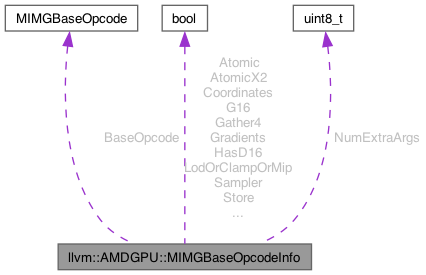 MIMGBaseOpcode
bool
uint8_t
BaseOpcode
Atomic
AtomicX2
Coordinates
G16
Gather4
Gradients
HasD16
LodOrClampOrMip
Sampler
Store
...
NumExtraArgs
llvm::AMDGPU::MIMGBaseOpcodeInfo